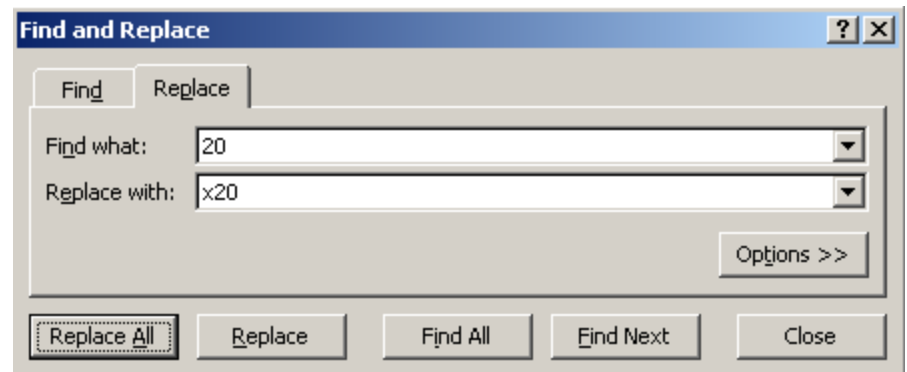 Find and Replace
Find Replace
Find what: 20
Replace with: x20
Options >>
Replace All Replace Find All Find Next Close